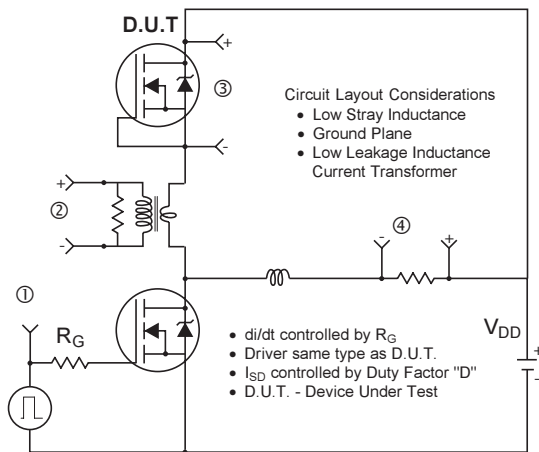 D.U.T
+
③
-
Circuit Layout Considerations
• Low Stray Inductance
• Ground Plane
• Low Leakage Inductance
Current Transformer
+
②
-
④
-
+
①
RG
VDD
+
-
• di/dt controlled by RG
• Driver same type as D.U.T.
• ISD controlled by Duty Factor "D"
• D.U.T. - Device Under Test